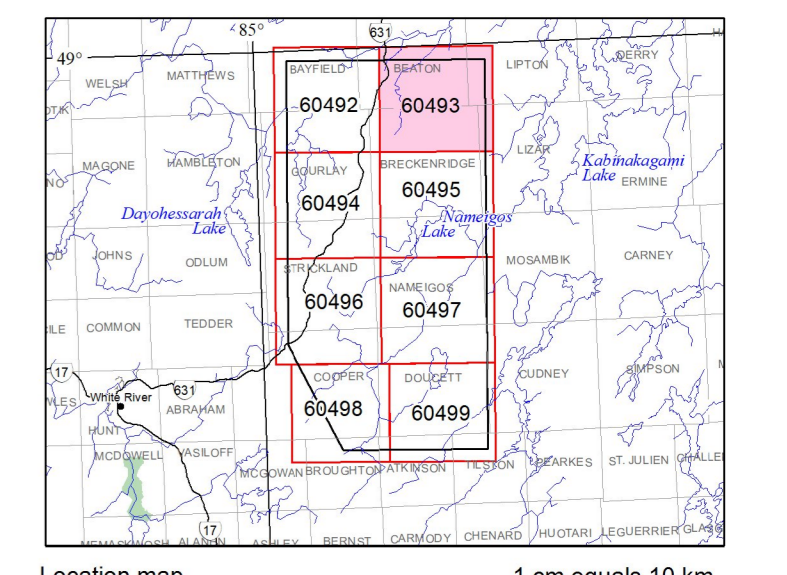 85°
631
49°
BAYFIELD
BEATON
LIPTON
DERRY
WELSH
MATTHEWS
60492
60493
LIZAR
Kabinakagami
Lake
MAGONE
HAMBLETON
GOURLAY
BRECKENRIDGE
ERMINE
60494
60495
Dayohessarah
Lake
Nameigos
Lake
JOHNS
ODLUM
STRICKLAND
MOSAMBIK
CARNEY
NAMEIGOS
60496
60497
COMMON
TEDDER
17
631
COOPER
DOUCETT
CUDNEY
SIMPSON
White River
ABRAHAM
60498
60499
HUNT
MCDOWELL
VASILOFF
MCGOWAN
BROUGHTON
ATKINSON
TILSTON
PEARKES
ST. JULIEN
17
ASHLEY
BERNST
CARMODY
CHENARD
HUOTARI
LEGUERRIER
Location map
1 cm equals 10 km